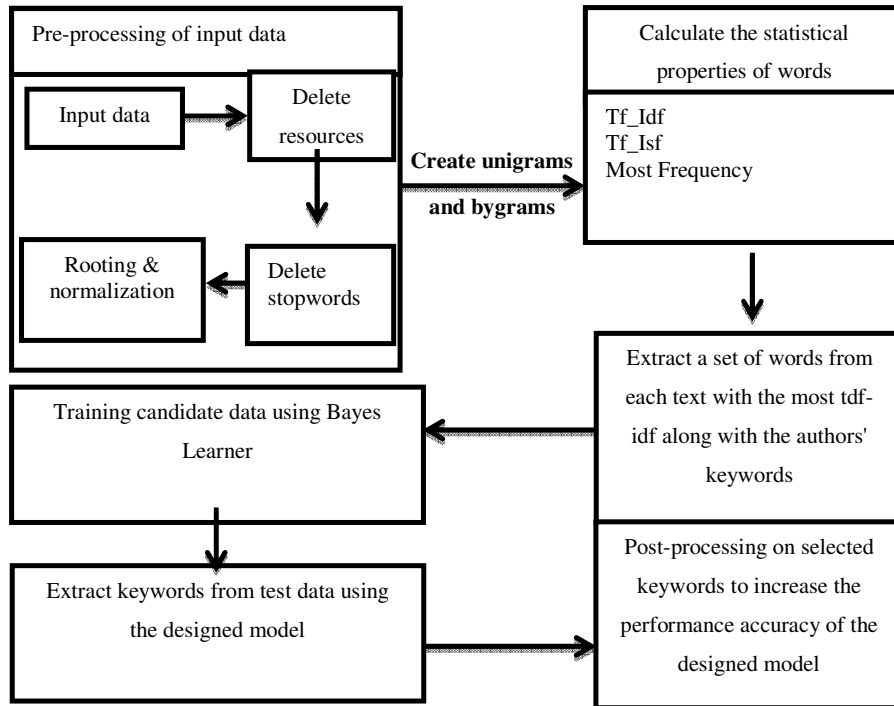 Pre-processing of input data
Input data
Delete
resources
Delete
stopwords
Rooting &
normalization
Create unigrams
and bygrams
Calculate the statistical
properties of words
Tf_Idf
Tf_Isf
Most Frequency
Extract a set of words from
each text with the most tdf-
idf along with the authors'
keywords
Training candidate data using Bayes
Learner
Extract keywords from test data using
the designed model
Post-processing on selected
keywords to increase the
performance accuracy of the
designed model